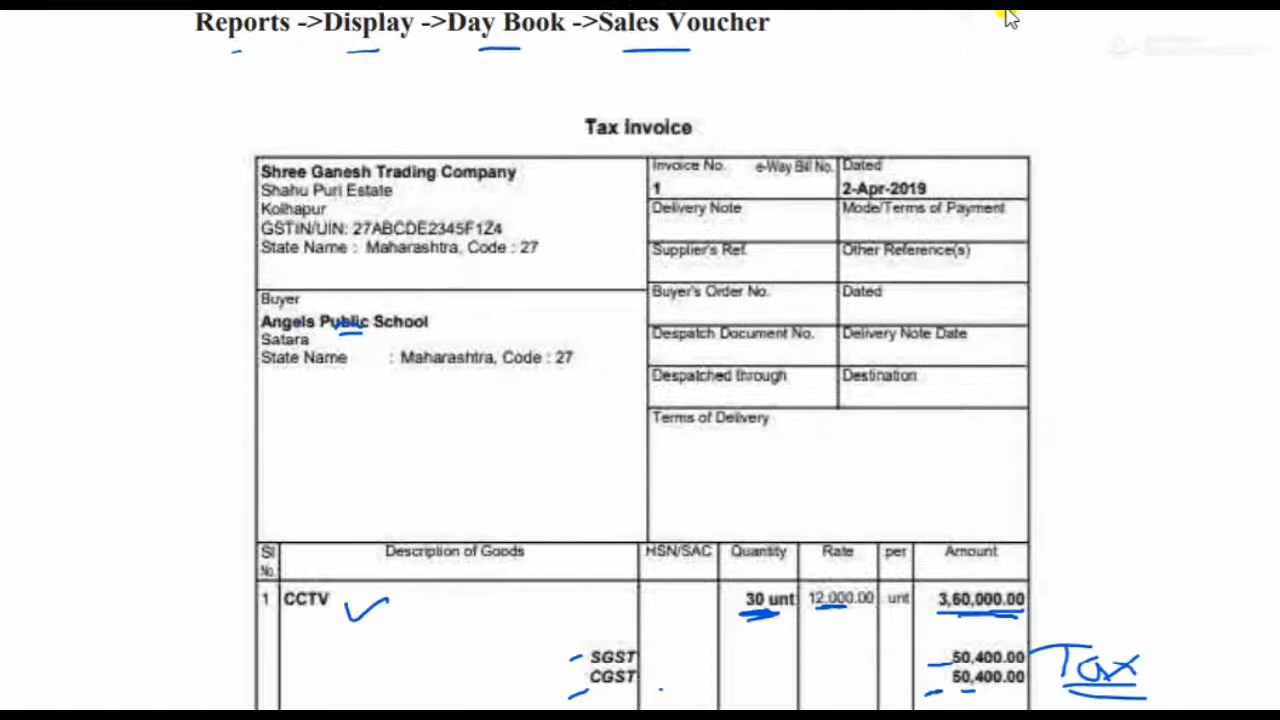 Reports ->Display ->Day Book ->Sales Voucher
Tax Invoice
Shree Ganesh Trading Company
Shahu Puri Estate
Kolhapur
GSTIN/UIN: 27ABCDE2345F1Z4
State Name : Maharashtra, Code : 27
Invoice No. e-Way Bill No. Dated
1 2-Apr-2019
Delivery Note Mode/Terms of Payment
Supplier's Ref. Other Reference(s)
Buyer
Angels Public School
Satara
State Name : Maharashtra, Code : 27
Buyer's Order No. Dated
Despatch Document No. Delivery Note Date
Despatched through Destination
Terms of Delivery
Sl No. Description of Goods HSN/SAC Quantity Rate per Amount
1 CCTV 30 unt 12,000.00 unt 3,60,000.00
SGST 50,400.00
CGST 50,400.00
Tax